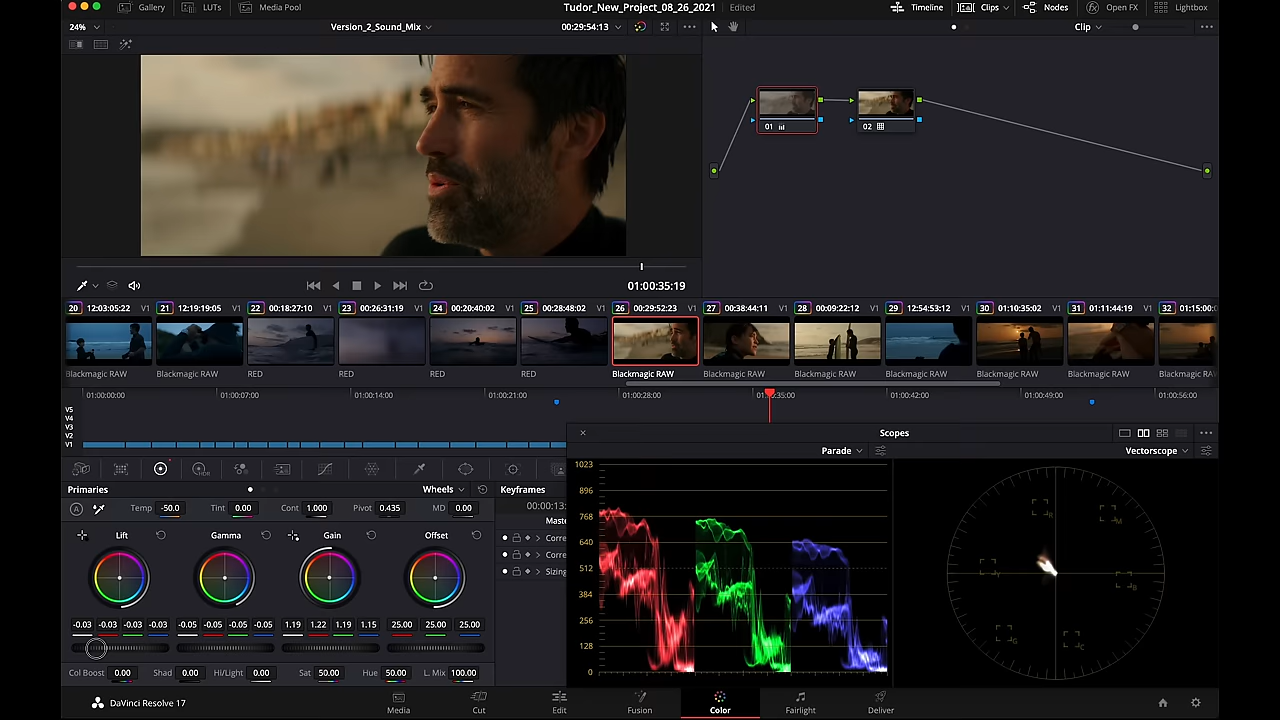 Gallery LUTs Media Pool Tudor_New_Project_08_26_2021 Edited Timeline Clips Nodes Open FX Lightbox
24% Version_2_Sound_Mix 00:29:54:13 Clip
01 02
01:00:35:19
20 12:03:05:22 V1 21 12:19:19:05 V1 22 00:18:27:10 V1 23 00:26:31:19 V1 24 00:20:40:02 V1 25 00:28:48:02 V1 26 00:29:52:23 V1 27 00:38:44:11 V1 28 00:09:22:12 V1 29 12:54:53:12 V1 30 01:10:35:02 V1 31 01:11:44:19 V1 32 01:15:00:
Blackmagic RAW Blackmagic RAW RED RED RED RED Blackmagic RAW Blackmagic RAW Blackmagic RAW Blackmagic RAW Blackmagic RAW Blackmagic RAW Blackmagic RA
01:00:00:00 01:00:07:00 01:00:14:00 01:00:21:00 01:00:28:00 01:00:35:00 01:00:42:00 01:00:49:00 01:00:56:00
V5
V4
V3
V2
V1
Scopes
Parade Vectorscope
Primaries Wheels Keyframes
Temp -50.0 Tint 0.00 Cont 1.000 Pivot 0.435 MD 0.00 00:00:13:
Lift Gamma Gain Offset
Maste
Corre
Corre
Sizing
-0.03 -0.03 -0.03 -0.03 -0.05 -0.05 -0.05 -0.05 1.19 1.22 1.19 1.15 25.00 25.00 25.00
Col Boost 0.00 Shad 0.00 Hi/Light 0.00 Sat 50.00 Hue 50.00 L. Mix 100.00
1023
896
768
640
512
384
256
128
0
R M Y B G C
DaVinci Resolve 17 Media Cut Edit Fusion Color Fairlight Deliver